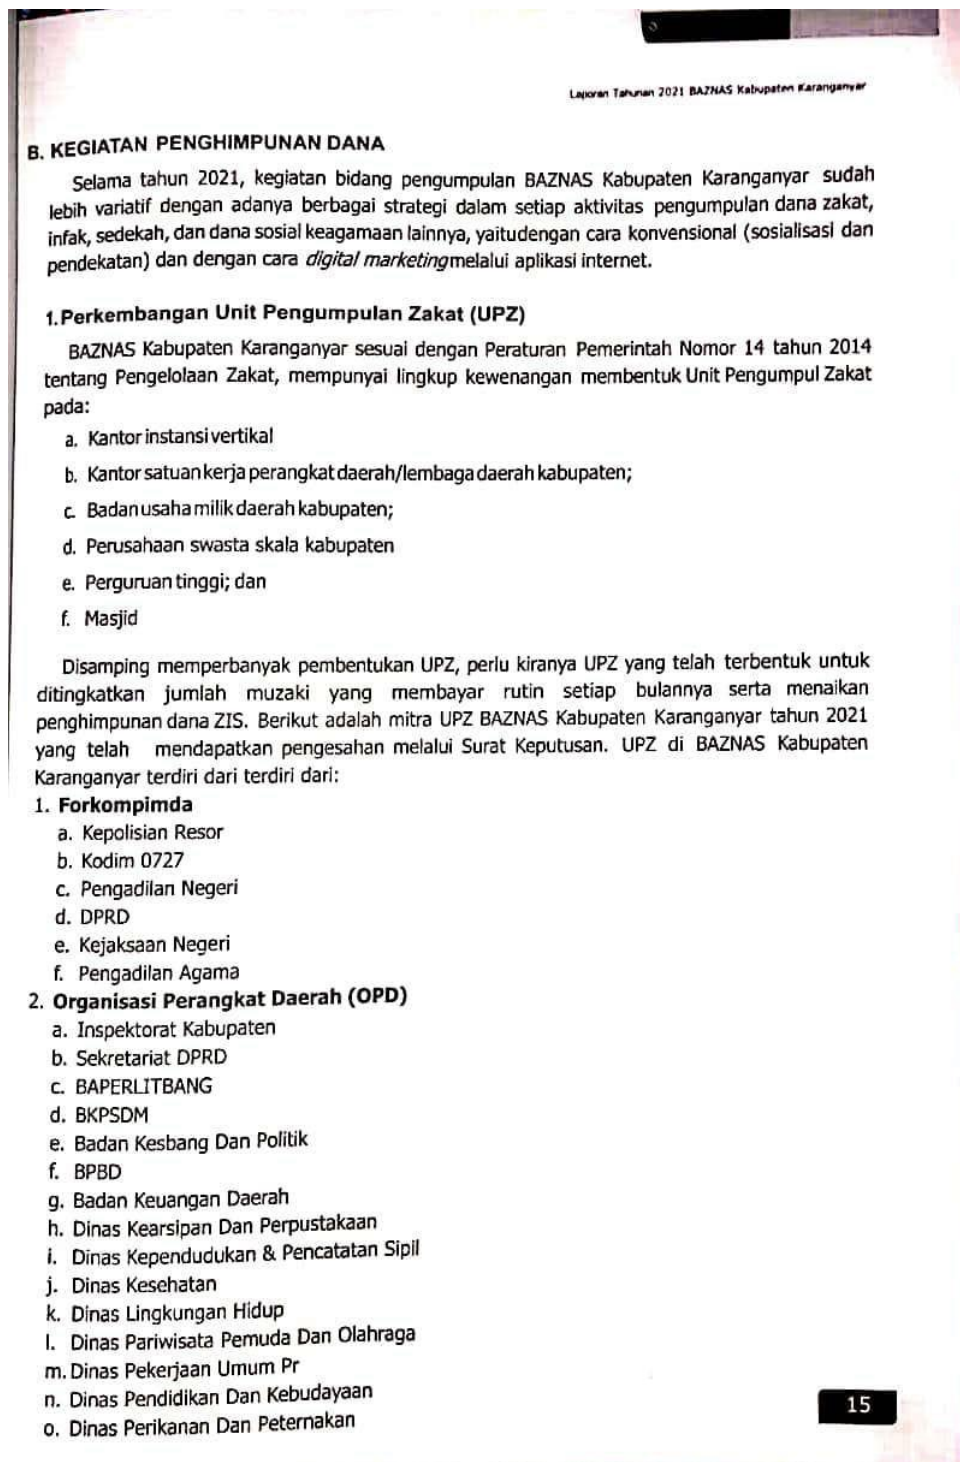 Laporan Tahunan 2021 BAZNAS Kabupaten Karanganyar
B. KEGIATAN PENGHIMPUNAN DANA
Selama tahun 2021, kegiatan bidang pengumpulan BAZNAS Kabupaten Karanganyar sudah
lebih variatif dengan adanya berbagai strategi dalam setiap aktivitas pengumpulan dana zakat,
infak, sedekah, dan dana sosial keagamaan lainnya, yaitudengan cara konvensional (sosialisasi dan
pendekatan) dan dengan cara digital marketingmelalui aplikasi internet.
1. Perkembangan Unit Pengumpulan Zakat (UPZ)
BAZNAS Kabupaten Karanganyar sesuai dengan Peraturan Pemerintah Nomor 14 tahun 2014
tentang Pengelolaan Zakat, mempunyai lingkup kewenangan membentuk Unit Pengumpul Zakat
pada:
a. Kantor instansi vertikal
b. Kantor satuan kerja perangkat daerah/lembaga daerah kabupaten;
c. Badan usaha milik daerah kabupaten;
d. Perusahaan swasta skala kabupaten
e. Perguruan tinggi; dan
f. Masjid
Disamping memperbanyak pembentukan UPZ, perlu kiranya UPZ yang telah terbentuk untuk
ditingkatkan jumlah muzaki yang membayar rutin setiap bulannya serta menaikan
penghimpunan dana ZIS. Berikut adalah mitra UPZ BAZNAS Kabupaten Karanganyar tahun 2021
yang telah mendapatkan pengesahan melalui Surat Keputusan. UPZ di BAZNAS Kabupaten
Karanganyar terdiri dari terdiri dari:
1. Forkompimda
a. Kepolisian Resor
b. Kodim 0727
c. Pengadilan Negeri
d. DPRD
e. Kejaksaan Negeri
f. Pengadilan Agama
2. Organisasi Perangkat Daerah (OPD)
a. Inspektorat Kabupaten
b. Sekretariat DPRD
c. BAPERLITBANG
d. BKPSDM
e. Badan Kesbang Dan Politik
f. BPBD
g. Badan Keuangan Daerah
h. Dinas Kearsipan Dan Perpustakaan
i. Dinas Kependudukan & Pencatatan Sipil
j. Dinas Kesehatan
k. Dinas Lingkungan Hidup
l. Dinas Pariwisata Pemuda Dan Olahraga
m. Dinas Pekerjaan Umum Pr
n. Dinas Pendidikan Dan Kebudayaan
o. Dinas Perikanan Dan Peternakan
15